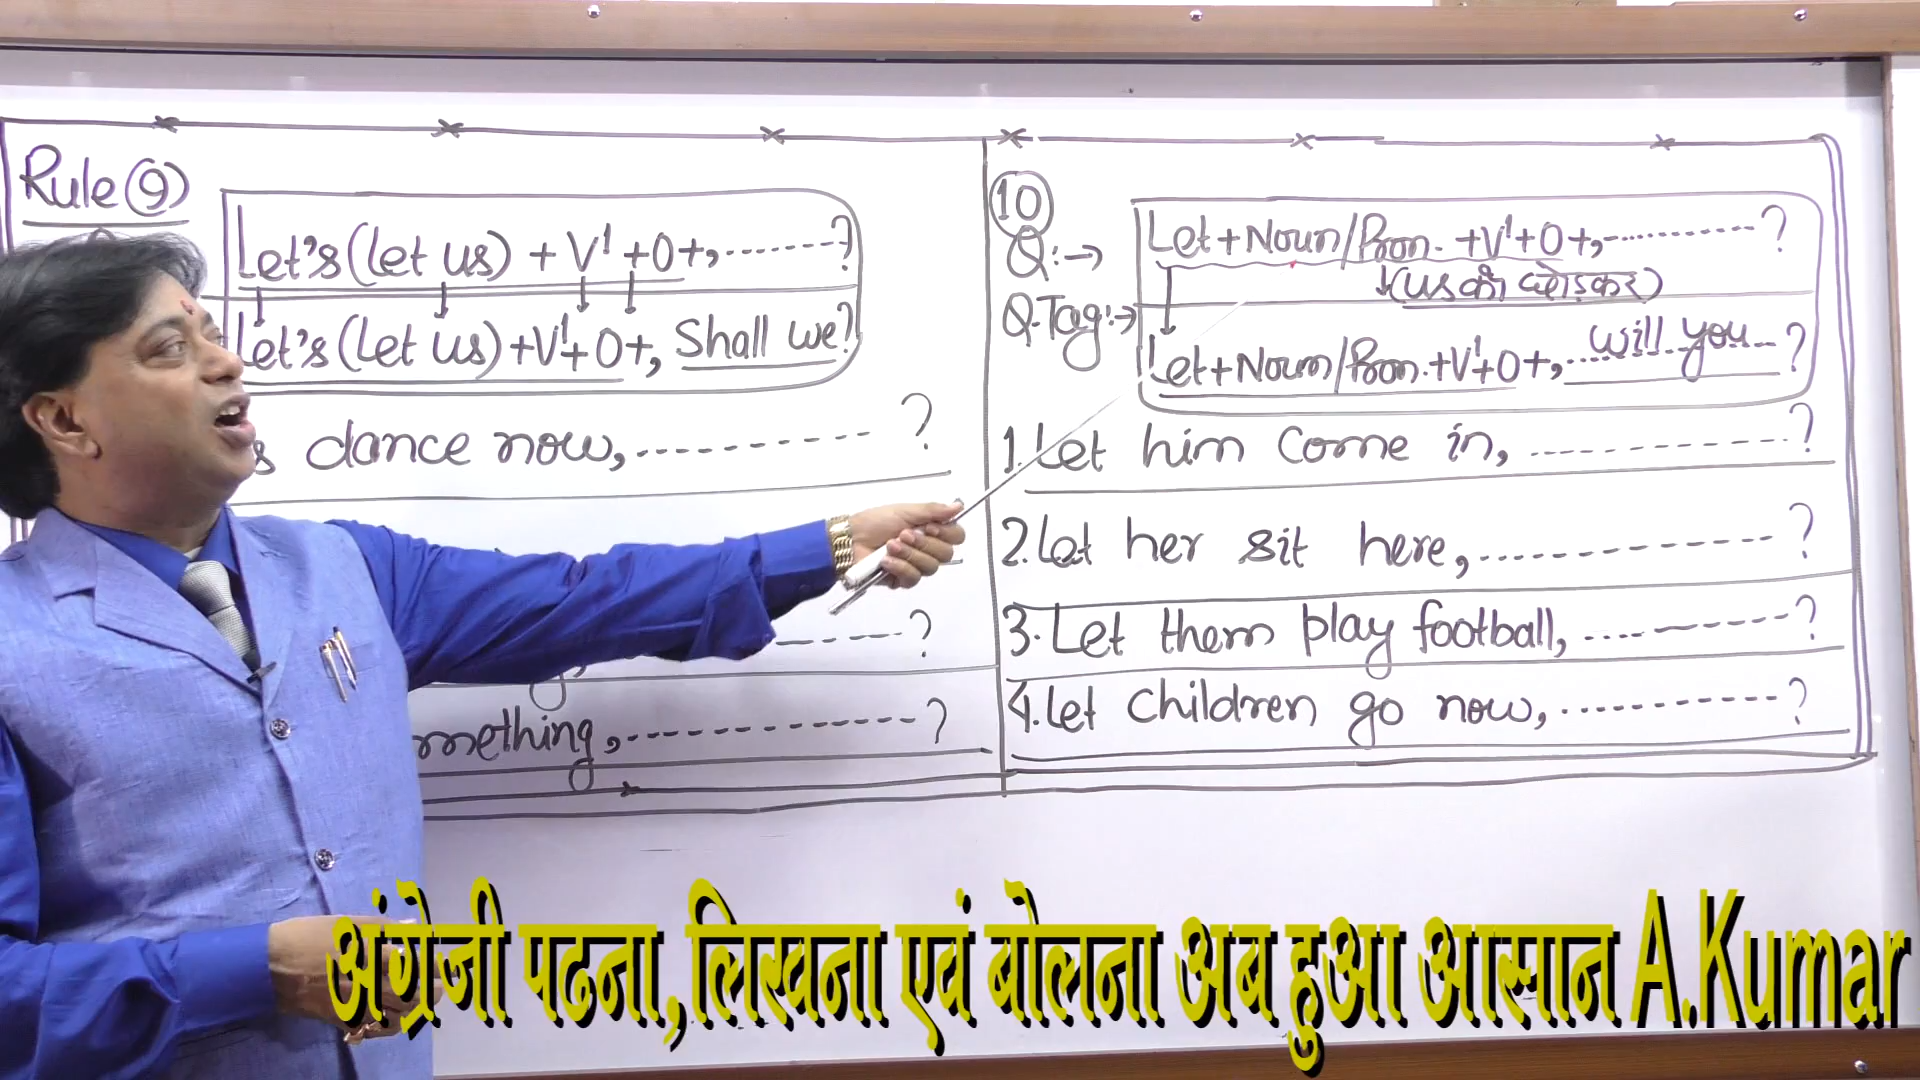 Rule (9)
Let's (let us) + V¹ + O +, -------?
Let's (let us) + V¹ + O +, Shall we?
s dance now, ---------- ?
-----?
mething, ------------?
10
Q:→
Let + Noun/Pron. + V¹ + O +, -----------?
(us को छोड़कर)
Q.Tag:→
Let + Noun/Pron. + V¹ + O +, will you ?
1. Let him come in, ------------?
2. Let her sit here, -------------?
3. Let them play football, -----------?
4. Let children go now, -----------?
अंग्रेजी पढना,लिखना एवं बोलना अब हुआ आसान A.Kumar